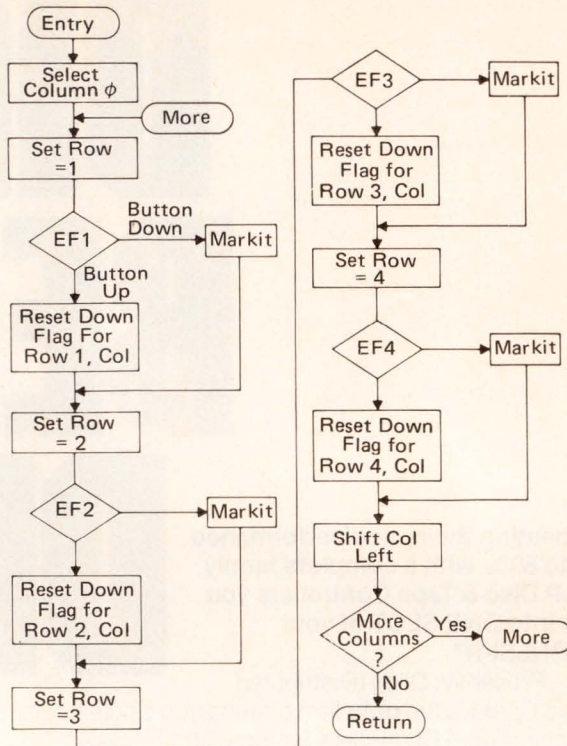 Entry
Select
Column ϕ
More
Set Row
=1
EF1
Button
Down
Markit
Button
Up
Reset Down
Flag For
Row 1, Col
Set Row
= 2
EF2
Markit
Reset Down
Flag for
Row 2, Col
Set Row
=3
EF3
Markit
Reset Down
Flag for
Row 3, Col
Set Row
= 4
EF4
Markit
Reset Down
Flag for
Row 4, Col
Shift Col
Left
More
Columns
?
Yes
More
No
Return